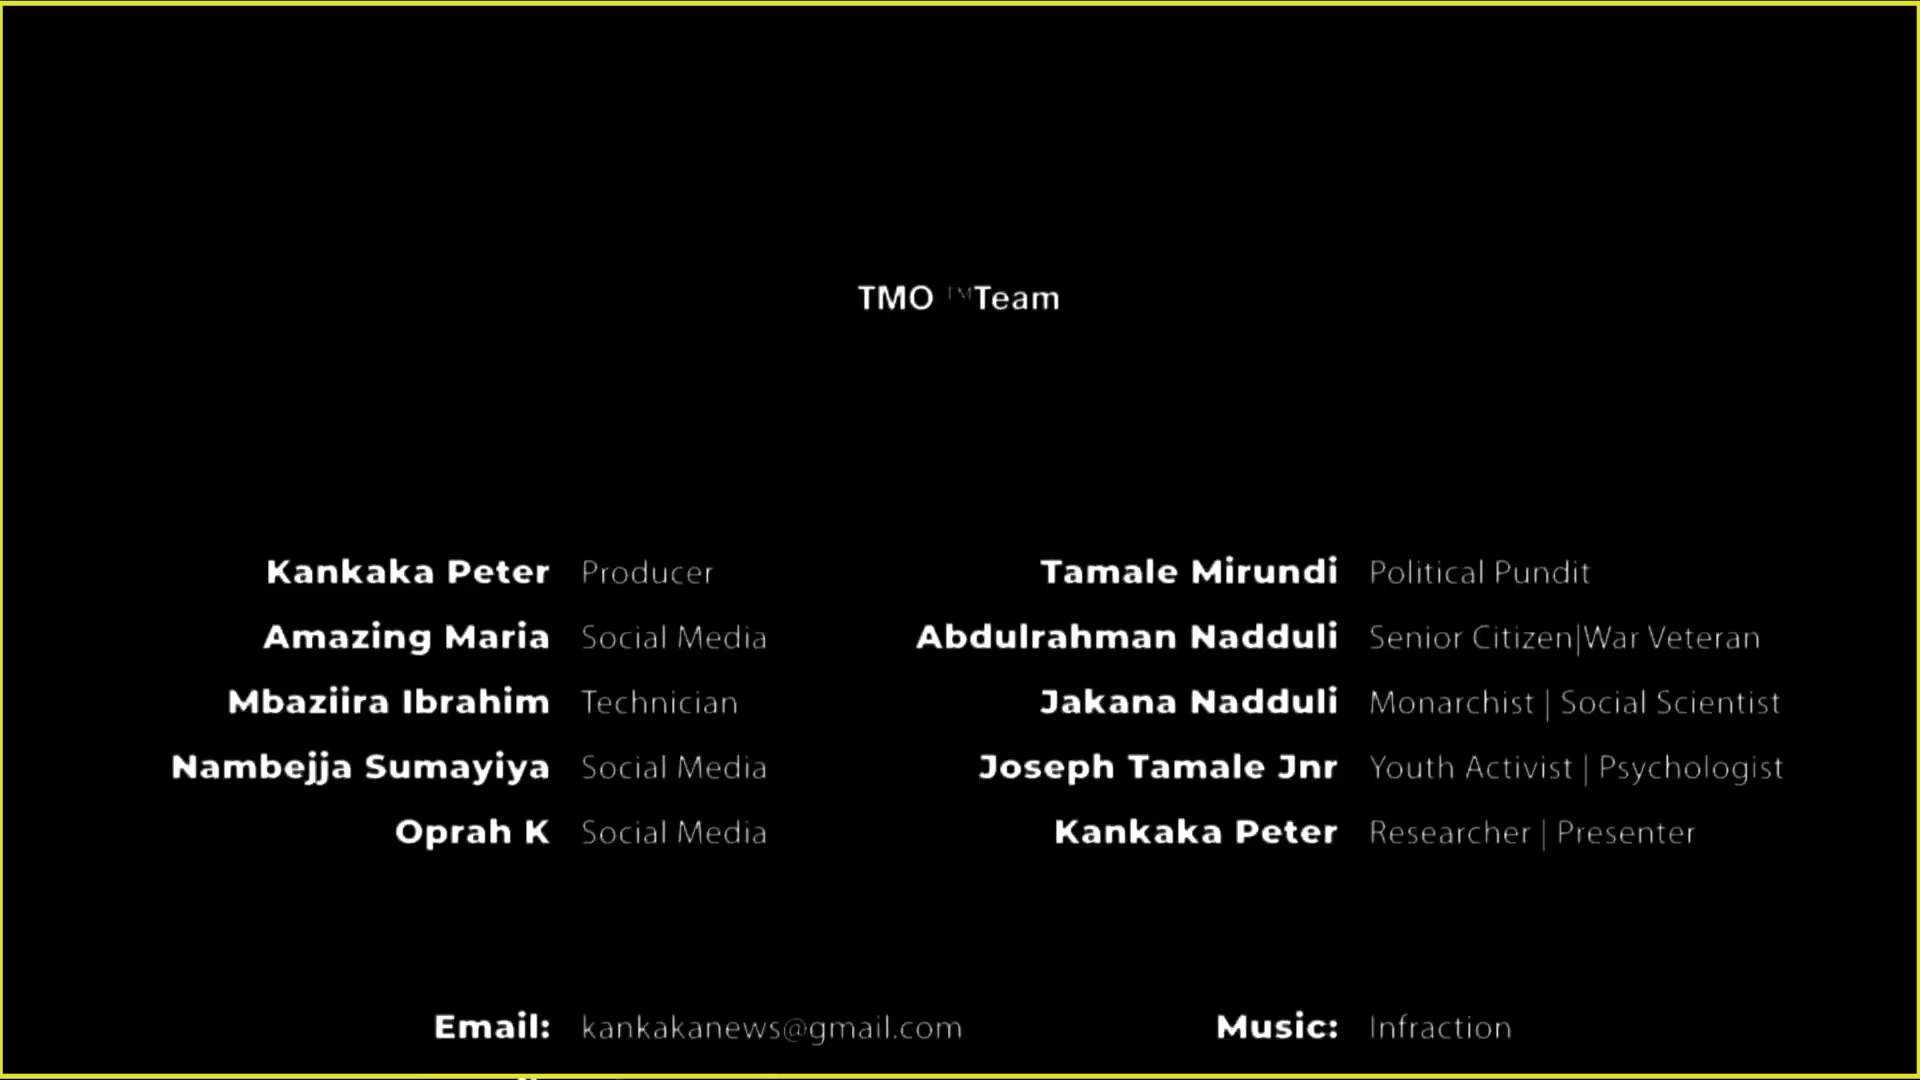 TMO ™Team
Kankaka Peter Producer
Amazing Maria Social Media
Mbaziira Ibrahim Technician
Nambejja Sumayiya Social Media
Oprah K Social Media
Tamale Mirundi Political Pundit
Abdulrahman Nadduli Senior Citizen|War Veteran
Jakana Nadduli Monarchist | Social Scientist
Joseph Tamale Jnr Youth Activist | Psychologist
Kankaka Peter Researcher | Presenter
Email: kankakanews@gmail.com
Music: Infraction